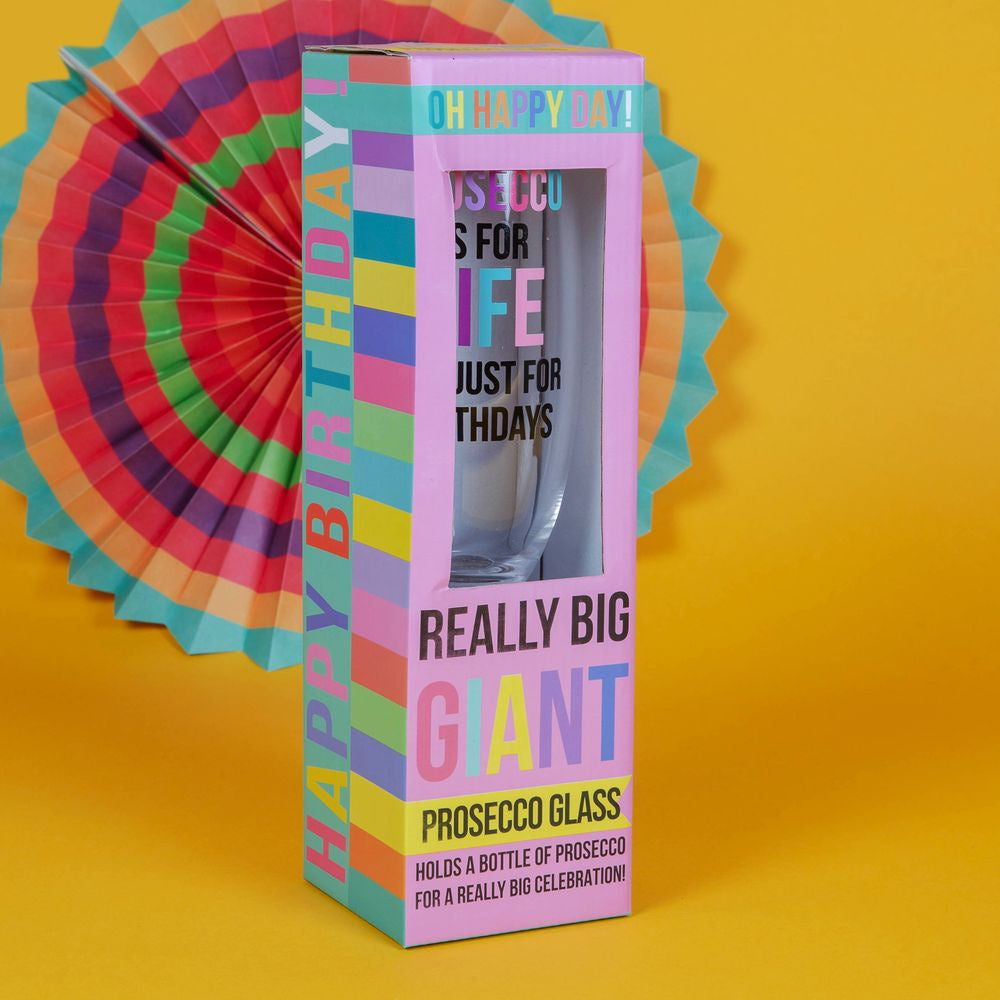 HAPPY BIRTHDAY!
OH HAPPY DAY!
OSECCO
S FOR
IFE
JUST FOR
THDAYS
REALLY BIG
GIANT
PROSECCO GLASS
HOLDS A BOTTLE OF PROSECCO
FOR A REALLY BIG CELEBRATION!